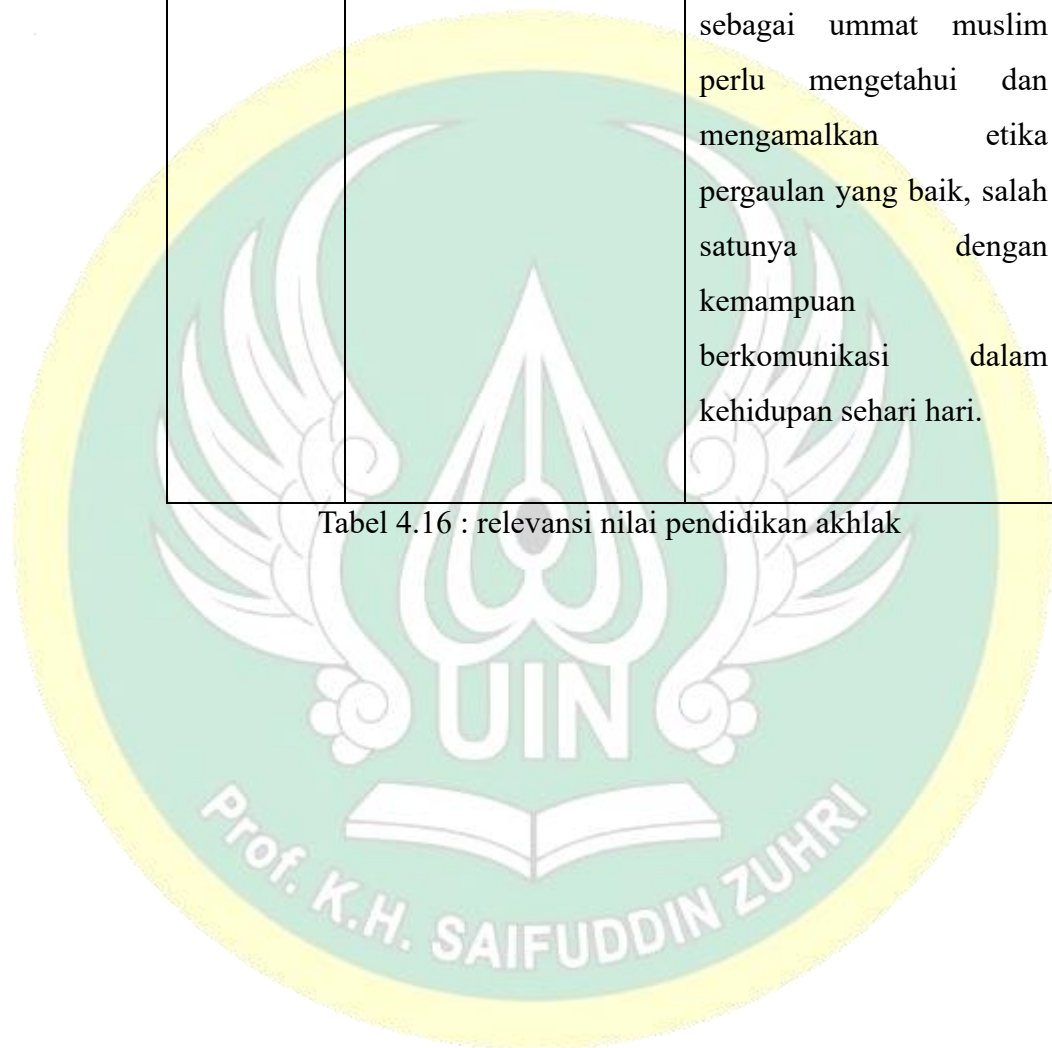 sebagai ummat muslim
perlu mengetahui dan
mengamalkan etika
pergaulan yang baik, salah
satunya dengan
kemampuan
berkomunikasi dalam
kehidupan sehari hari.
Tabel 4.16 : relevansi nilai pendidikan akhlak
UIN
Prof. K.H. SAIFUDDIN ZUHRI